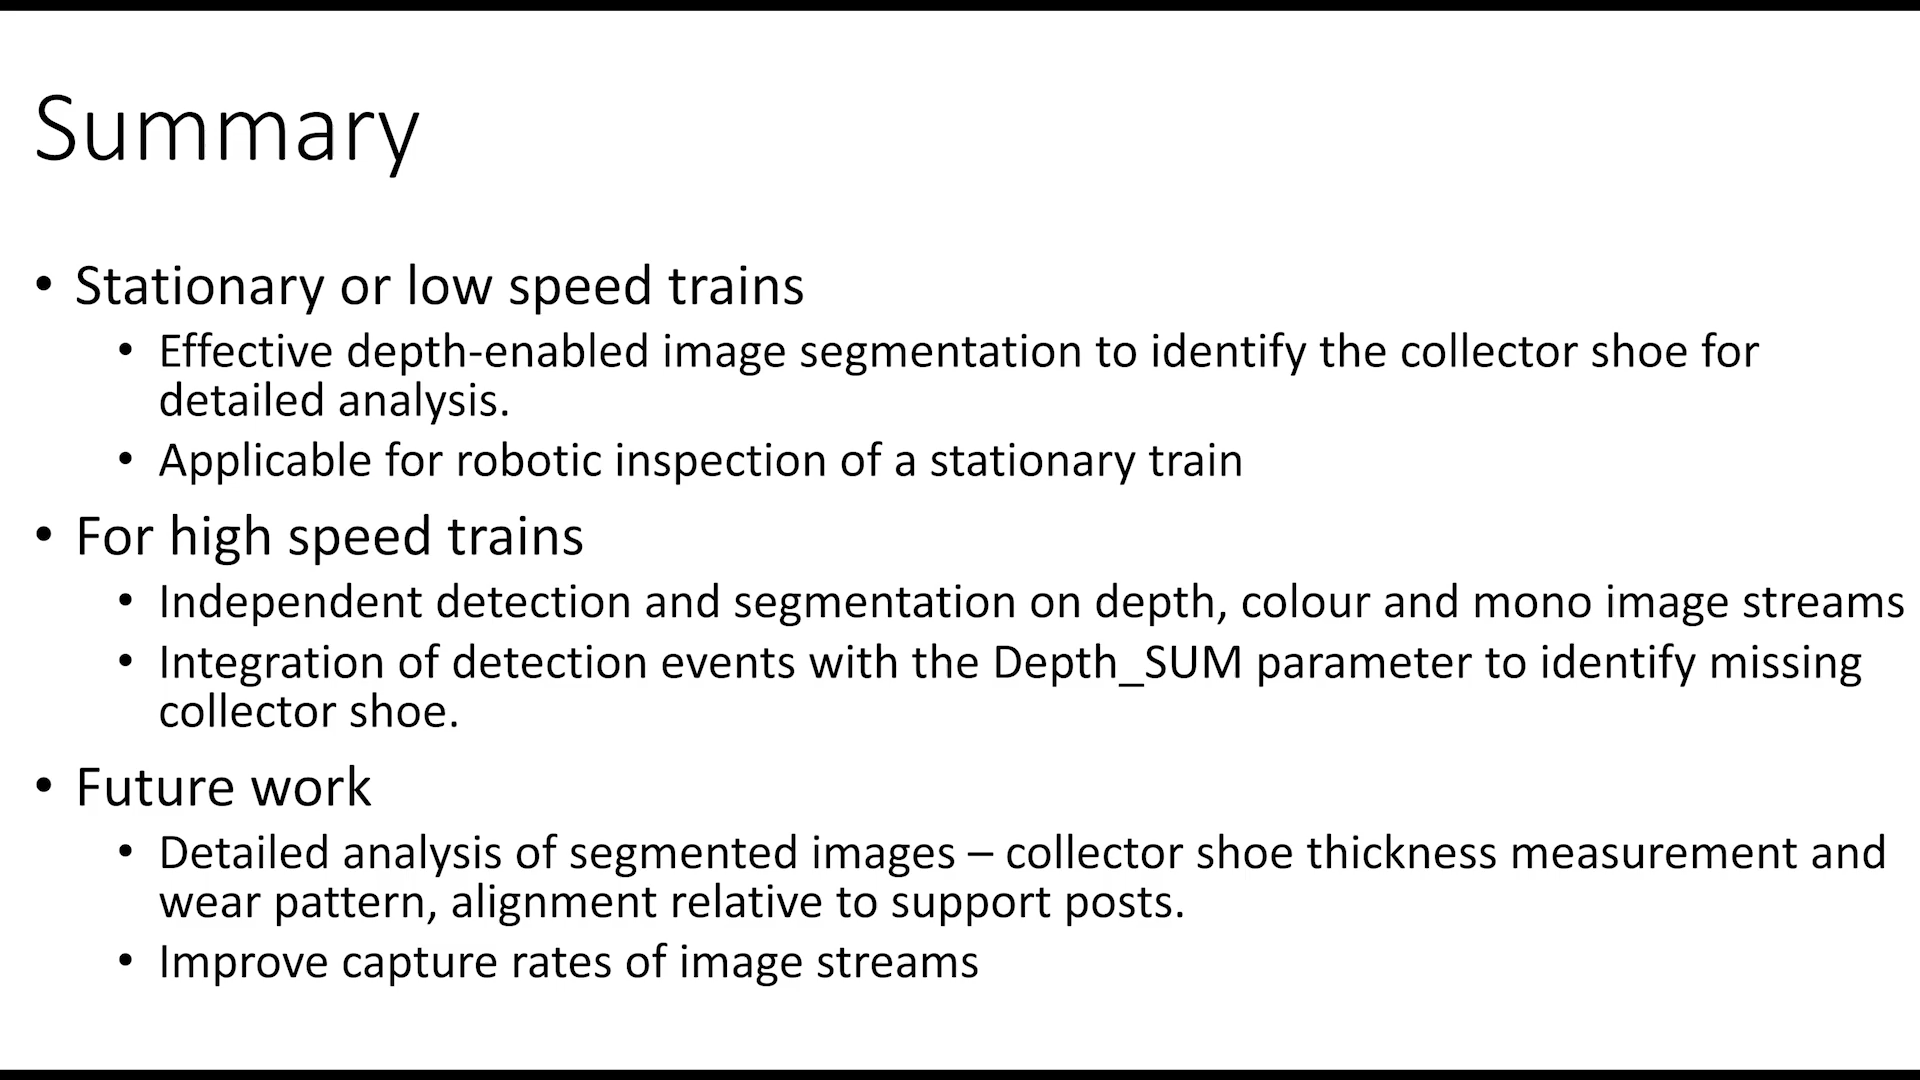 Summary
• Stationary or low speed trains
• Effective depth-enabled image segmentation to identify the collector shoe for
detailed analysis.
• Applicable for robotic inspection of a stationary train
• For high speed trains
• Independent detection and segmentation on depth, colour and mono image streams
• Integration of detection events with the Depth_SUM parameter to identify missing
collector shoe.
• Future work
• Detailed analysis of segmented images – collector shoe thickness measurement and
wear pattern, alignment relative to support posts.
• Improve capture rates of image streams